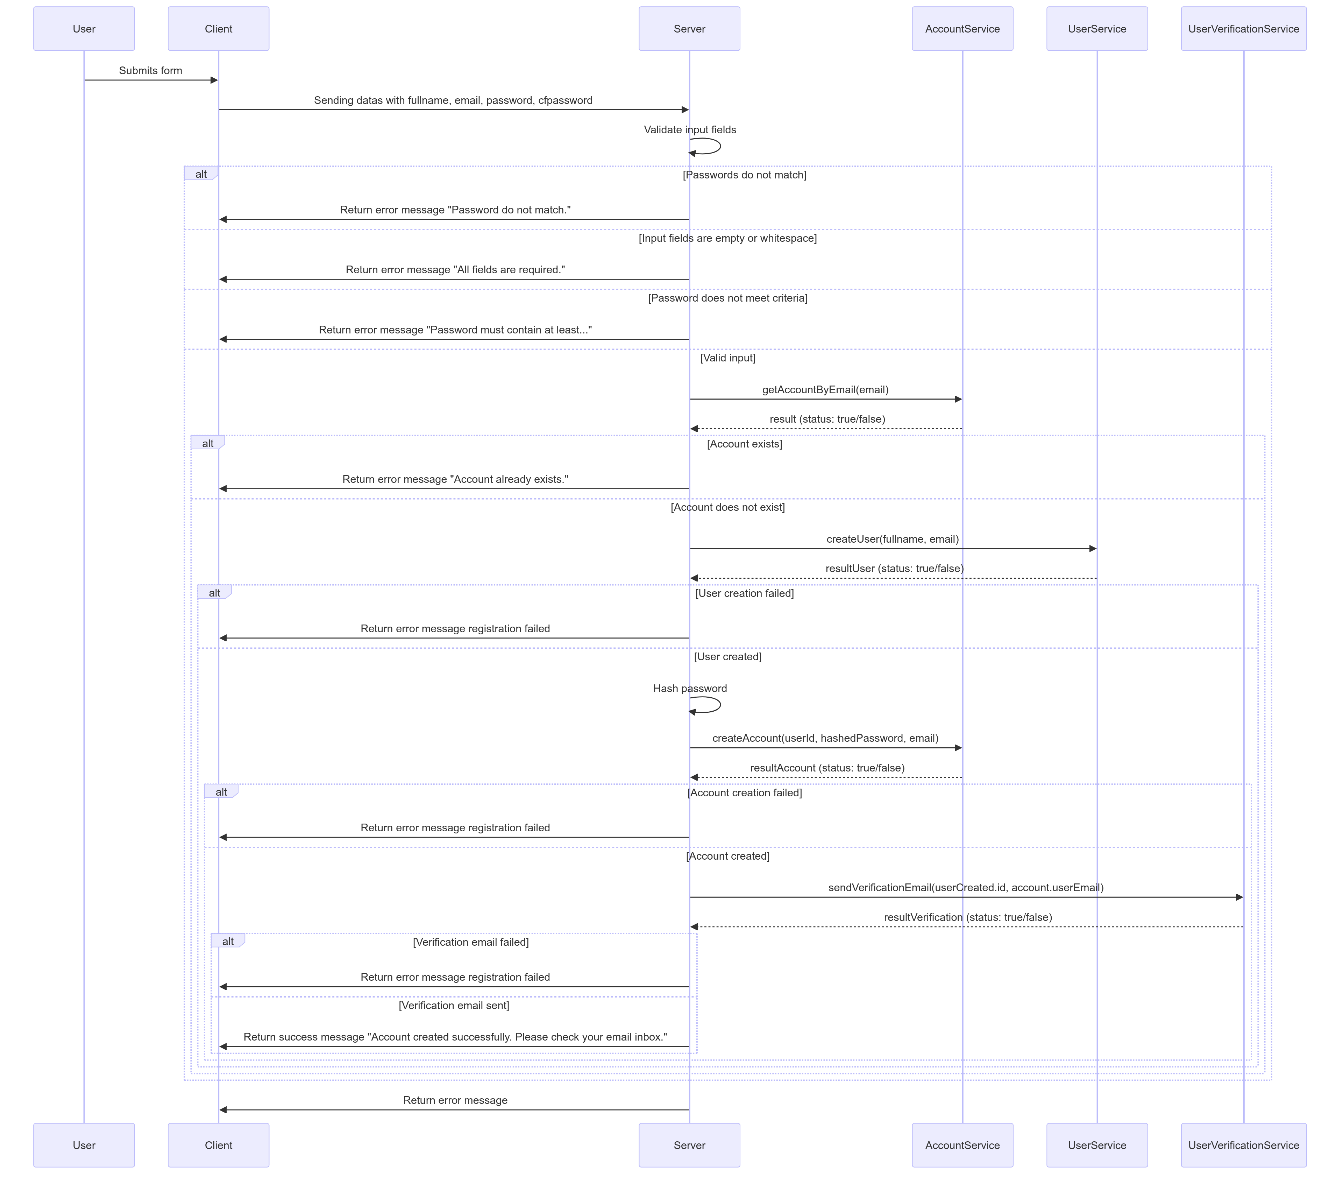 User
Client
Server
AccountService
UserService
UserVerificationService
Submits form
Sending datas with fullname, email, password, cfpassword
Validate input fields
alt
[Passwords do not match]
Return error message "Password do not match."
[Input fields are empty or whitespace]
Return error message "All fields are required."
[Password does not meet criteria]
Return error message "Password must contain at least..."
[Valid input]
getAccountByEmail(email)
result (status: true/false)
alt
[Account exists]
Return error message "Account already exists."
[Account does not exist]
createUser(fullname, email)
resultUser (status: true/false)
alt
[User creation failed]
Return error message registration failed
[User created]
Hash password
createAccount(userId, hashedPassword, email)
resultAccount (status: true/false)
alt
[Account creation failed]
Return error message registration failed
[Account created]
sendVerificationEmail(userCreated.id, account.userEmail)
resultVerification (status: true/false)
alt
[Verification email failed]
Return error message registration failed
[Verification email sent]
Return success message "Account created successfully. Please check your email inbox."
Return error message
User
Client
Server
AccountService
UserService
UserVerificationService